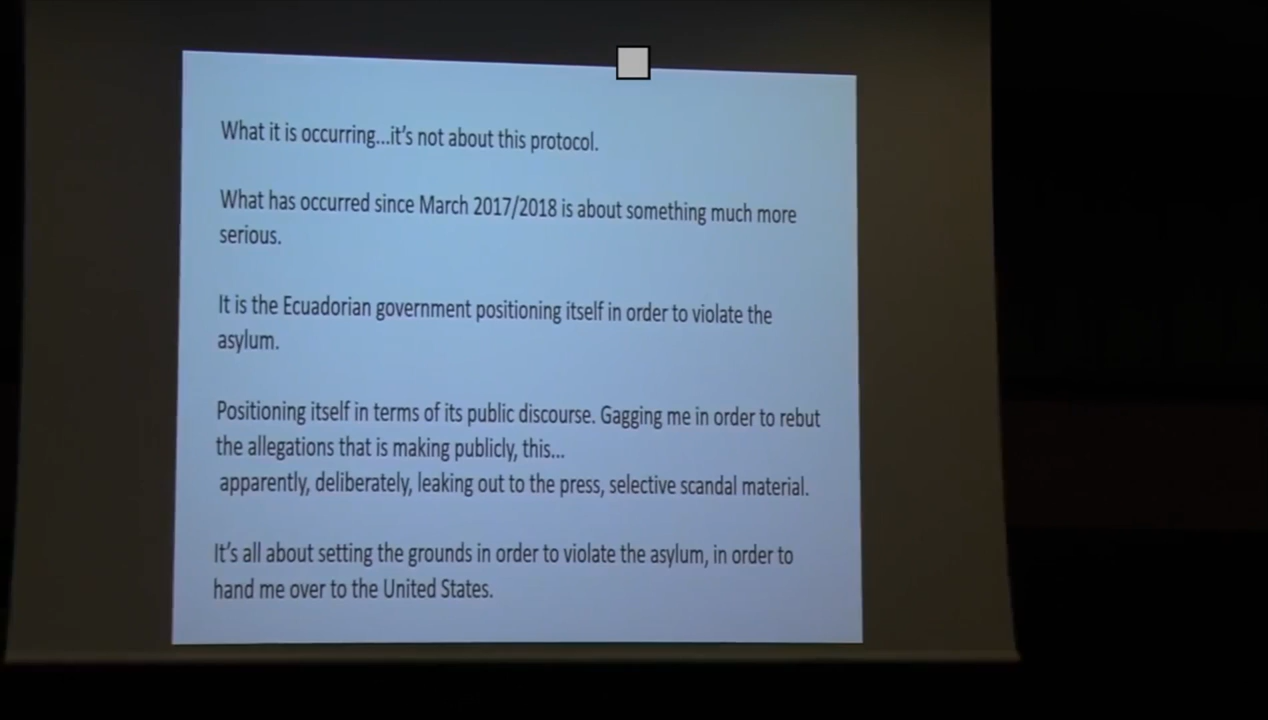 What it is occurring...it's not about this protocol.
What has occurred since March 2017/2018 is about something much more
serious.
It is the Ecuadorian government positioning itself in order to violate the
asylum.
Positioning itself in terms of its public discourse. Gagging me in order to rebut
the allegations that is making publicly, this...
apparently, deliberately, leaking out to the press, selective scandal material.
It's all about setting the grounds in order to violate the asylum, in order to
hand me over to the United States.